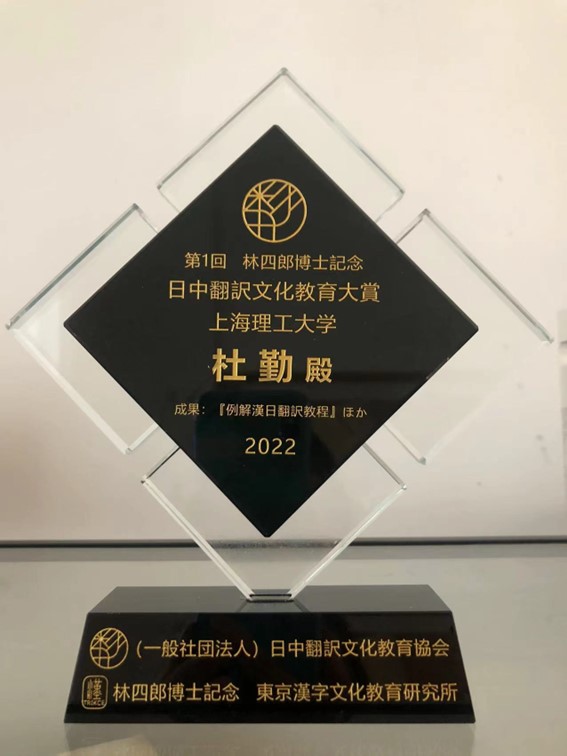 第1回　林四郎博士記念
日中翻訳文化教育大賞
上海理工大学
杜勤 殿
成果：『例解漢日翻訳教程』ほか
2022
（一般社団法人）日中翻訳文化教育協会
林四郎博士記念　東京漢字文化教育研究所